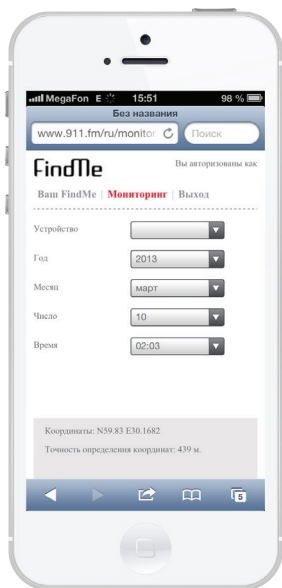 MegaFon E 15:51 98 %
Без названия
www.911.fm/ru/monitor Поиск
FindMe Вы авторизованы как
Ваш FindMe | Мониторинг | Выход
Устройство
Год 2013
Месяц март
Число 10
Время 02:03
Координаты: N59.83 E30.1682
Точность определения координат: 439 м.
5